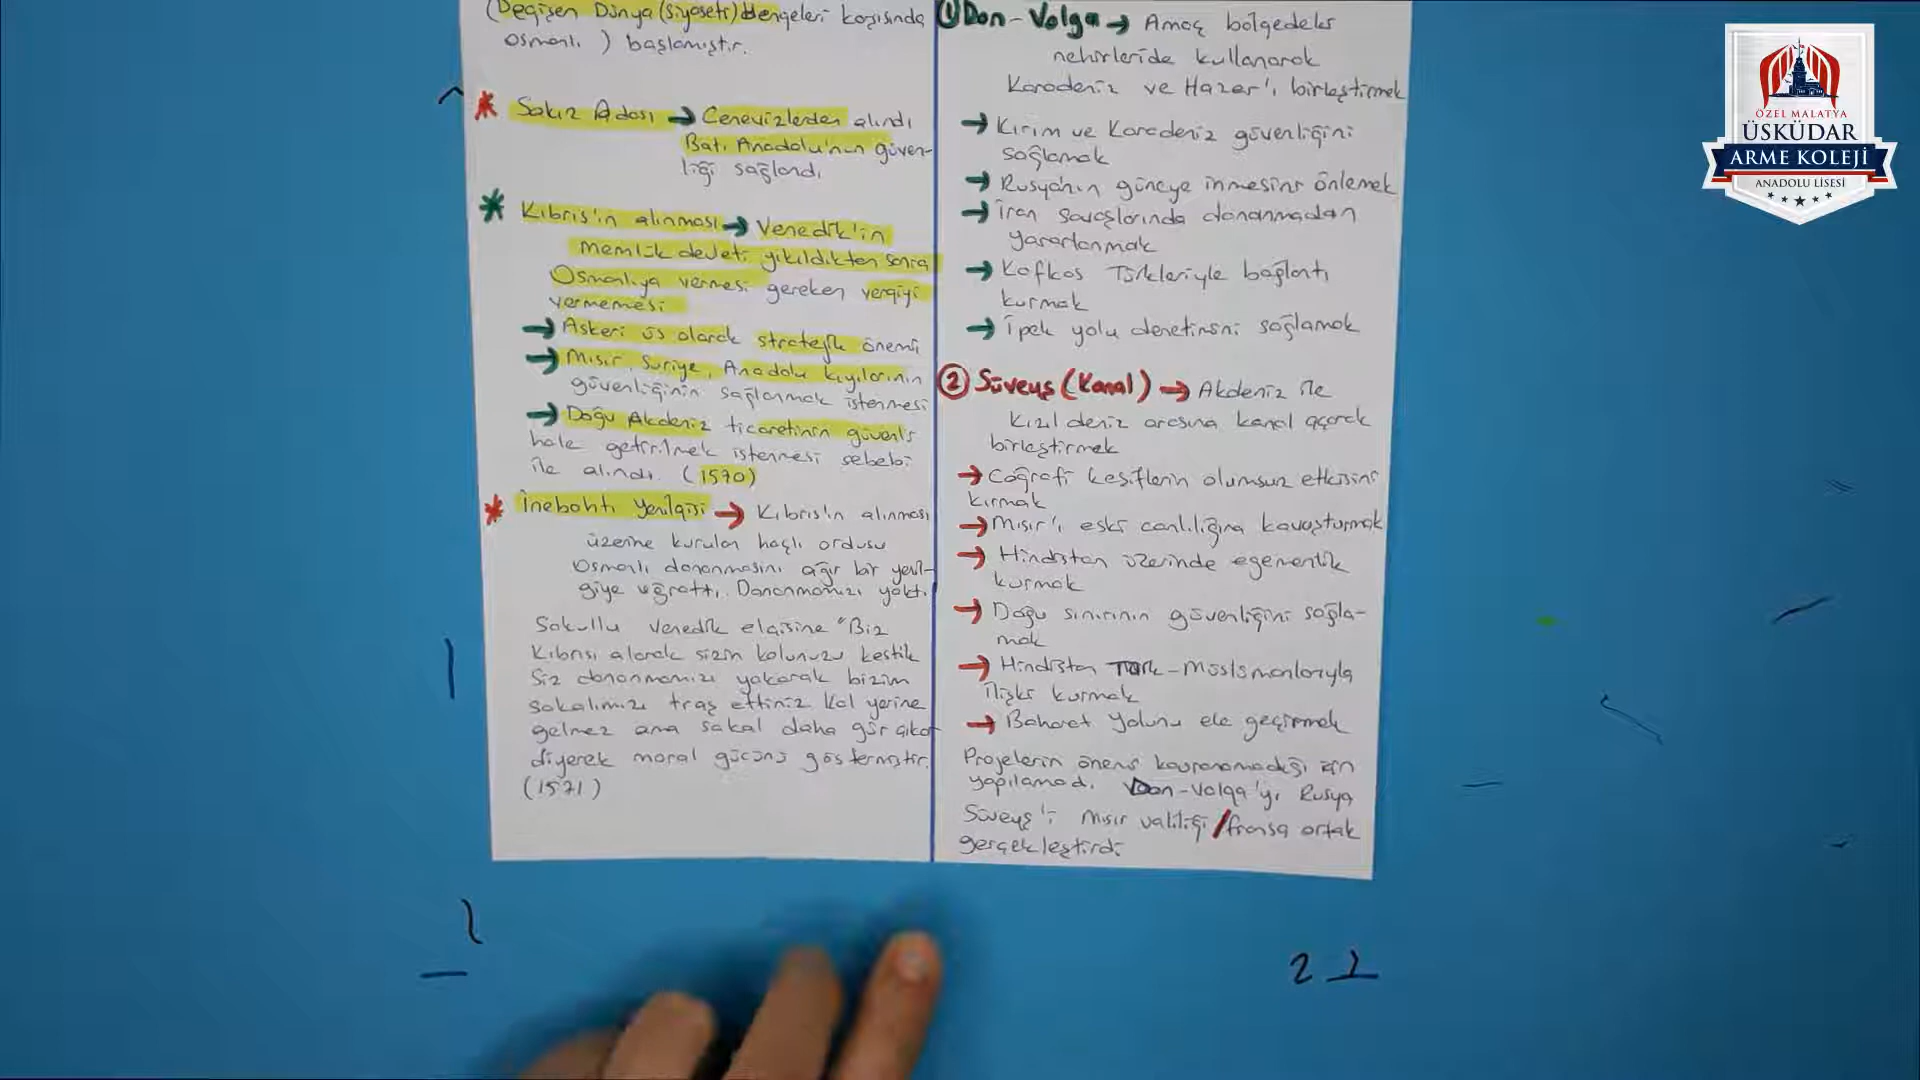 (Değişen Dünya (siyaseti) dengeleri karşısında
Osmanlı ) başlamıştır.
* Sakız Adası → Cenevizlerden alındı
Batı Anadolu'nun güven-
liği sağlandı
* Kıbrıs'ın alınması → Venedik'in
memlük devleti yıkıldıktan sonra
Osmanlıya vermesi gereken vergiyi
vermemesi
→ Askeri üs olarak stratejik önemi
→ Mısır, Suriye, Anadolu kıyılarının
güvenliğinin sağlanmak istenmesi
→ Doğu Akdeniz ticaretinin güvenli
hale getirilmek istenmesi sebebi
ile alındı. (1570)
* İnebahtı Yenilgisi → Kıbrıs'ın alınması
üzerine kurulan haçlı ordusu
Osmanlı donanmasını ağır bir yenil-
giye uğrattı. Donanmamızı yaktı.
Sokullu Venedik elçisine "Biz
Kıbrısı alarak sizin kolunuzu kestik
Siz donanmamızı yakarak bizim
sakalımızı traş ettiniz Kol yerine
gelmez ama sakal daha gür çıkar
diyerek moral gücünü göstermiştir.
(1571)
① Don-Volga → Amaç bölgedeki
nehirleride kullanarak
Karadeniz ve Hazar'ı birleştirmek
→ Kırım ve Karadeniz güvenliğini
sağlamak
→ Rusya'nın güneye inmesini önlemek
→ İran savaşlarında donanmadan
yararlanmak
→ Kafkas Türkleriyle bağlantı
kurmak
→ İpek yolu denetimini sağlamak
② Süveyş (Kanal) → Akdeniz ile
Kızıl deniz arasına kanal açarak
birleştirmek
→ Coğrafi keşiflerin olumsuz etkisini
kırmak
→ Mısır'ı eski canlılığına kavuşturmak
→ Hindistan üzerinde egemenlik
kurmak
→ Doğu sınırının güvenliğini sağla-
mak
→ Hindistan Türk-Müslümanlarıyla
ilişki kurmak
→ Baharat Yolunu ele geçirmek
Projelerin önemi kavranamadığı için
yapılamadı. Don-Volga'yı Rusya
Süveyş'i Mısır valiliği/fransa ortak
gerçekleştirdi
2 1
ÖZEL MALATYA
ÜSKÜDAR
ARME KOLEJİ
ANADOLU LİSESİ